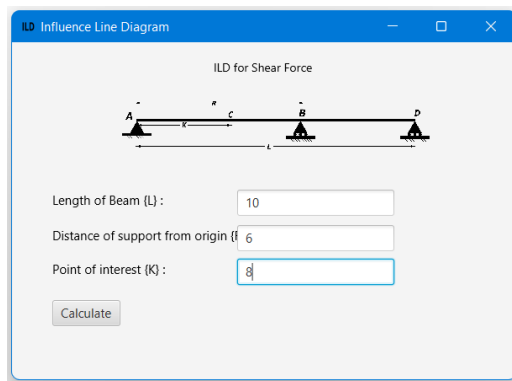 ILD Influence Line Diagram
ILD for Shear Force
R
A C B D
K
L
Length of Beam {L} :
10
Distance of support from origin {
6
Point of interest {K} :
8
Calculate